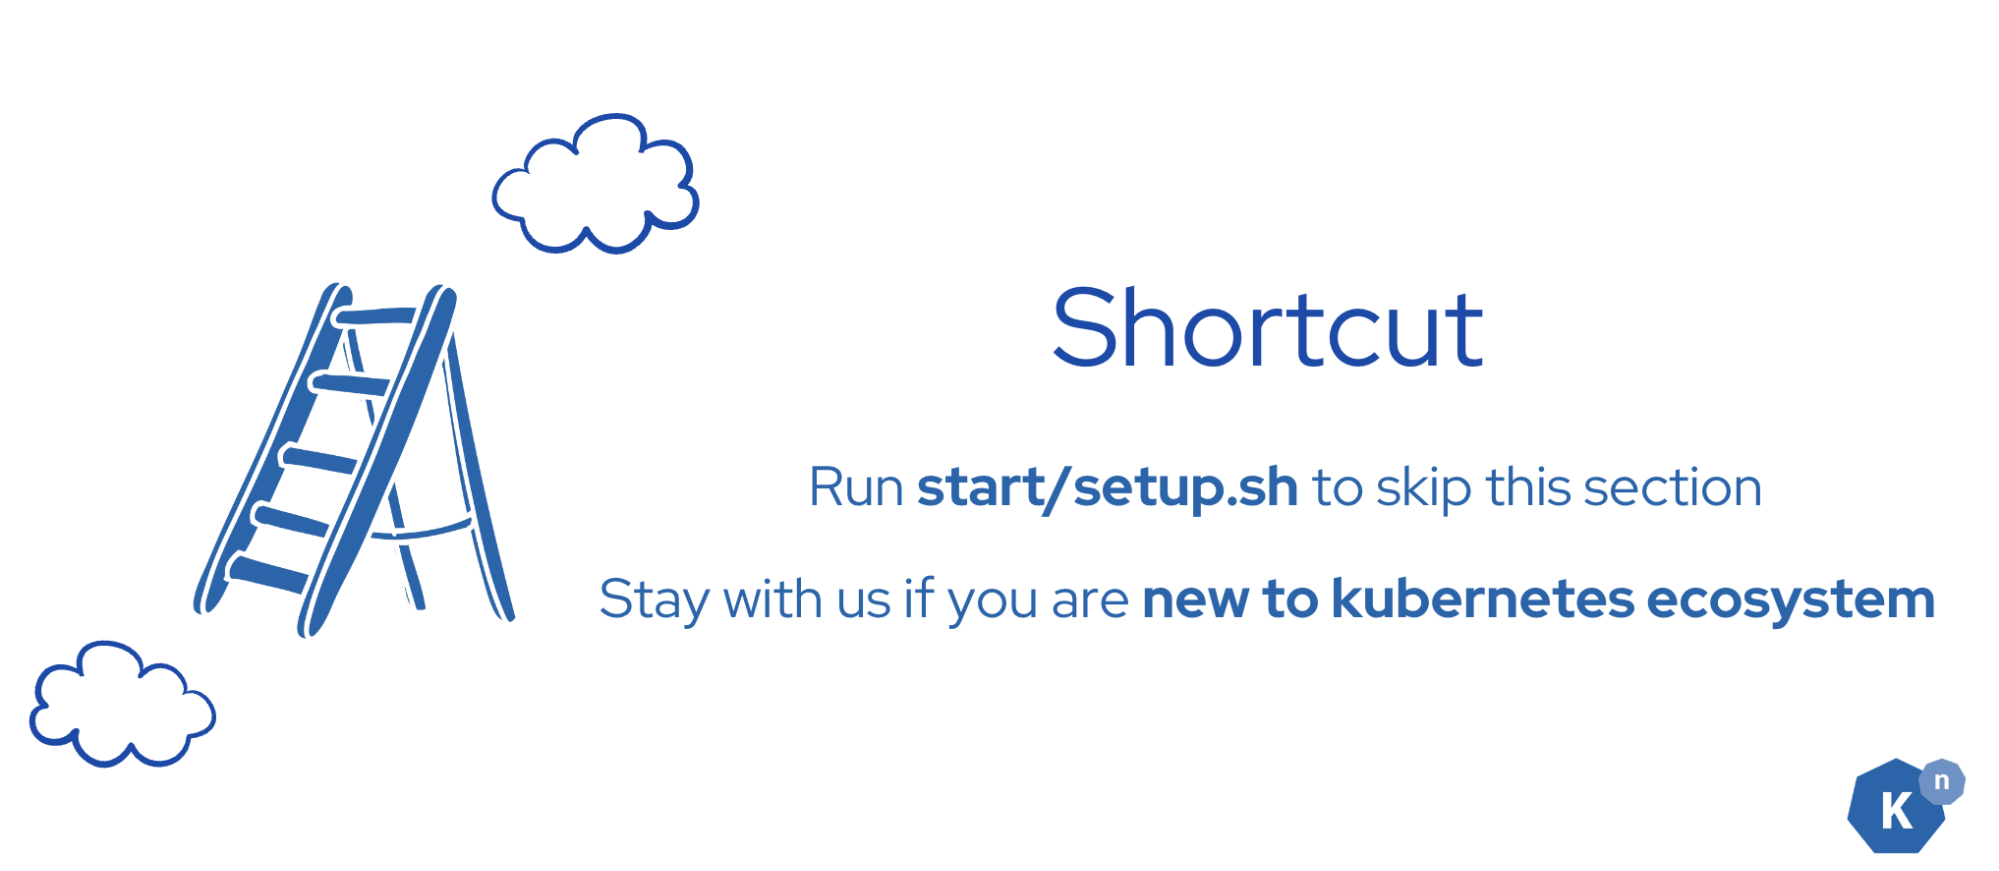 Shortcut
Run start/setup.sh to skip this section
Stay with us if you are new to kubernetes ecosystem
K n